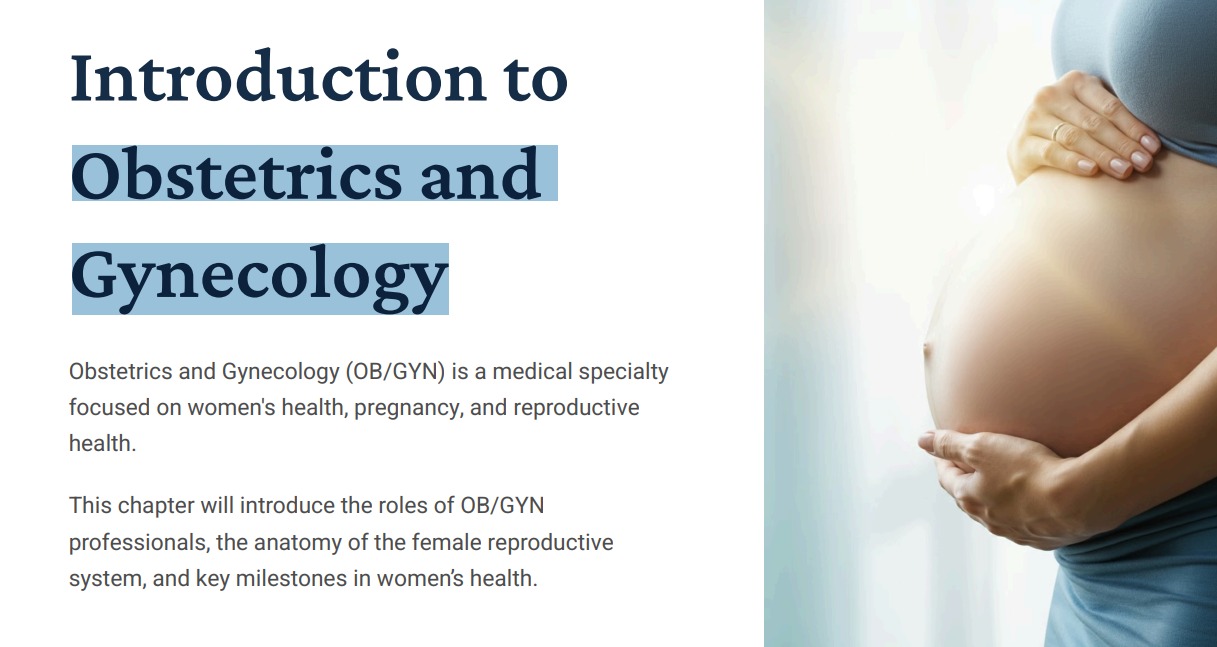 Introduction to
Obstetrics and
Gynecology
Obstetrics and Gynecology (OB/GYN) is a medical specialty
focused on women's health, pregnancy, and reproductive
health.
This chapter will introduce the roles of OB/GYN
professionals, the anatomy of the female reproductive
system, and key milestones in women’s health.